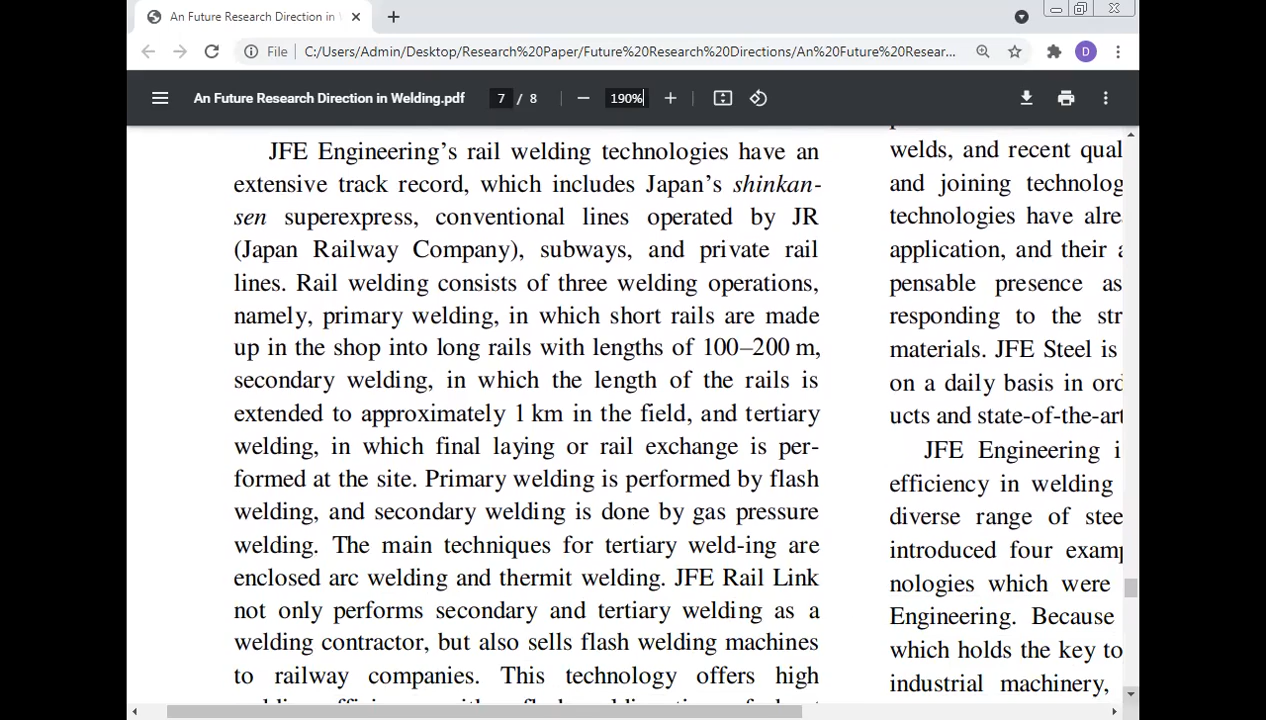 An Future Research Direction in
File C:/Users/Admin/Desktop/Research%20Paper/Future%20Research%20Directions/An%20Future%20Resear...
D
An Future Research Direction in Welding.pdf 7 / 8 190%
JFE Engineering's rail welding technologies have an
extensive track record, which includes Japan's shinkan-
sen superexpress, conventional lines operated by JR
(Japan Railway Company), subways, and private rail
lines. Rail welding consists of three welding operations,
namely, primary welding, in which short rails are made
up in the shop into long rails with lengths of 100–200 m,
secondary welding, in which the length of the rails is
extended to approximately 1 km in the field, and tertiary
welding, in which final laying or rail exchange is per-
formed at the site. Primary welding is performed by flash
welding, and secondary welding is done by gas pressure
welding. The main techniques for tertiary weld-ing are
enclosed arc welding and thermit welding. JFE Rail Link
not only performs secondary and tertiary welding as a
welding contractor, but also sells flash welding machines
to railway companies. This technology offers high
welds, and recent qual
and joining technolog
technologies have alre
application, and their a
pensable presence as
responding to the str
materials. JFE Steel is
on a daily basis in ord
ucts and state-of-the-art
JFE Engineering i
efficiency in welding
diverse range of stee
introduced four examp
nologies which were
Engineering. Because
which holds the key to
industrial machinery,